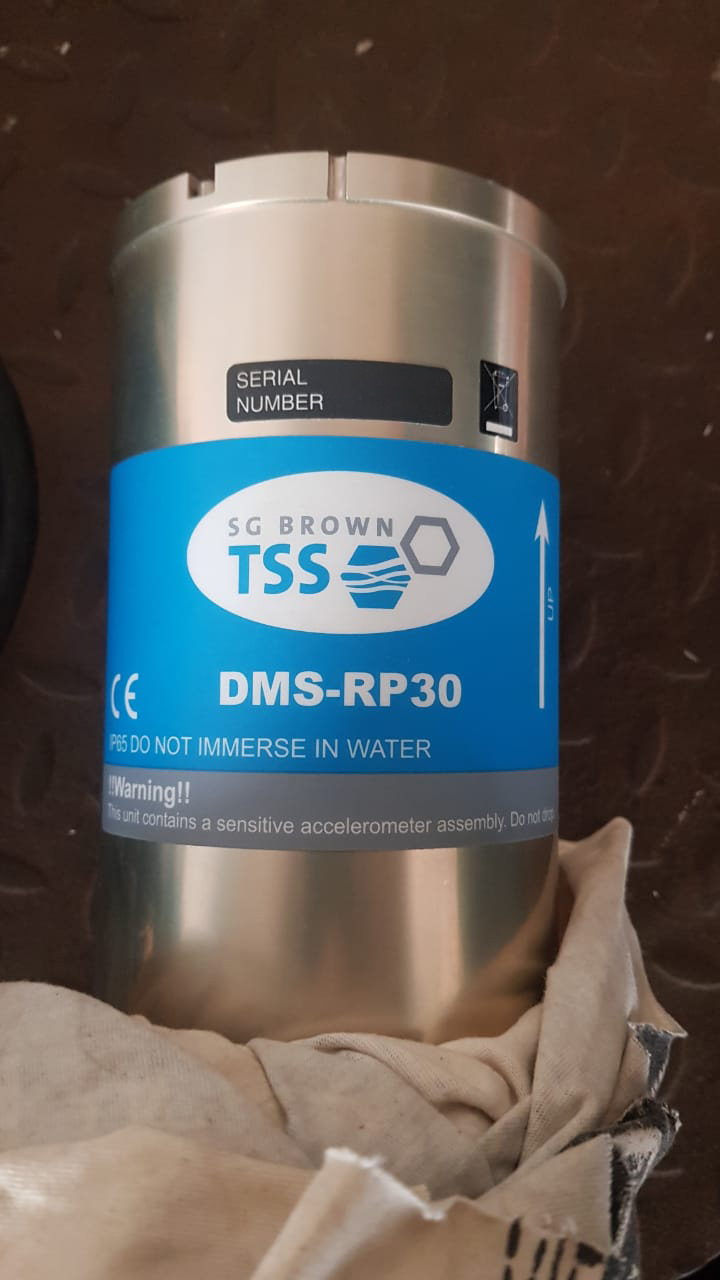 SERIAL
NUMBER
SG BROWN
TSS
UP
CE
DMS-RP30
IP65 DO NOT IMMERSE IN WATER
!!Warning!!
This unit contains a sensitive accelerometer assembly. Do not drop